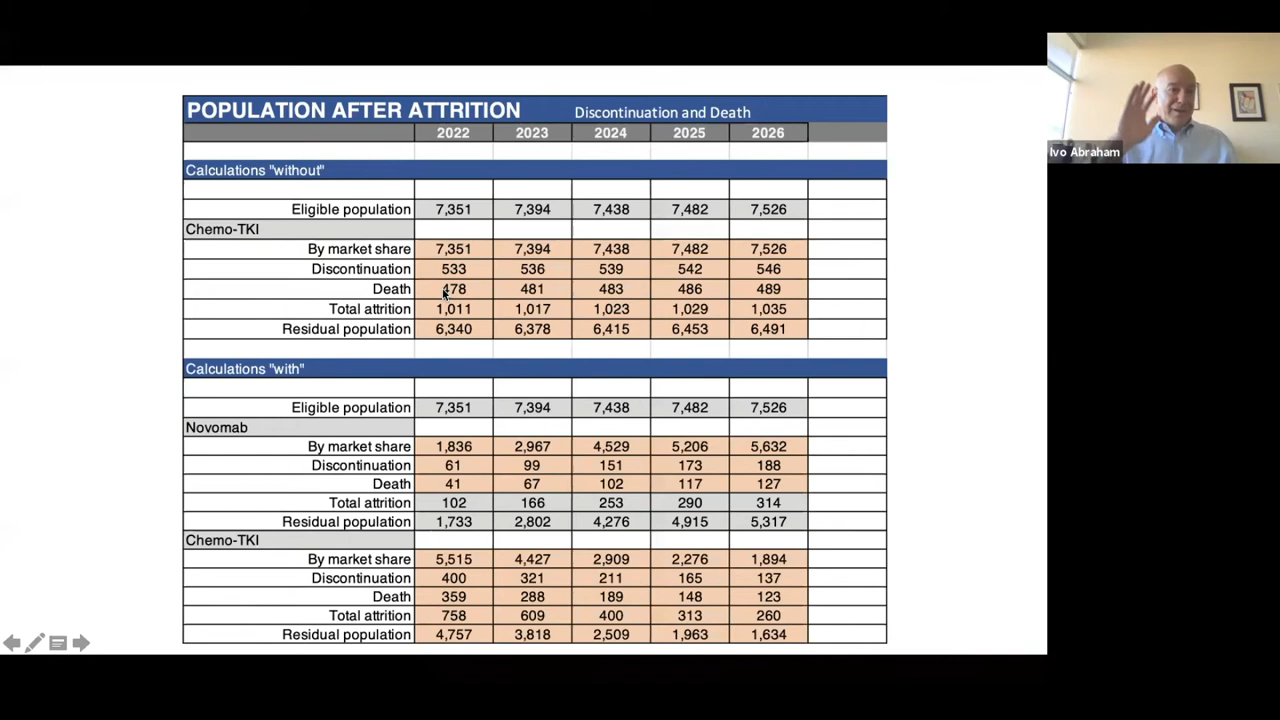 POPULATION AFTER ATTRITION Discontinuation and Death
2022 2023 2024 2025 2026
Calculations "without"
Eligible population 7,351 7,394 7,438 7,482 7,526
Chemo-TKI
By market share 7,351 7,394 7,438 7,482 7,526
Discontinuation 533 536 539 542 546
Death 478 481 483 486 489
Total attrition 1,011 1,017 1,023 1,029 1,035
Residual population 6,340 6,378 6,415 6,453 6,491
Calculations "with"
Eligible population 7,351 7,394 7,438 7,482 7,526
Novomab
By market share 1,836 2,967 4,529 5,206 5,632
Discontinuation 61 99 151 173 188
Death 41 67 102 117 127
Total attrition 102 166 253 290 314
Residual population 1,733 2,802 4,276 4,915 5,317
Chemo-TKI
By market share 5,515 4,427 2,909 2,276 1,894
Discontinuation 400 321 211 165 137
Death 359 288 189 148 123
Total attrition 758 609 400 313 260
Residual population 4,757 3,818 2,509 1,963 1,634
Ivo Abraham